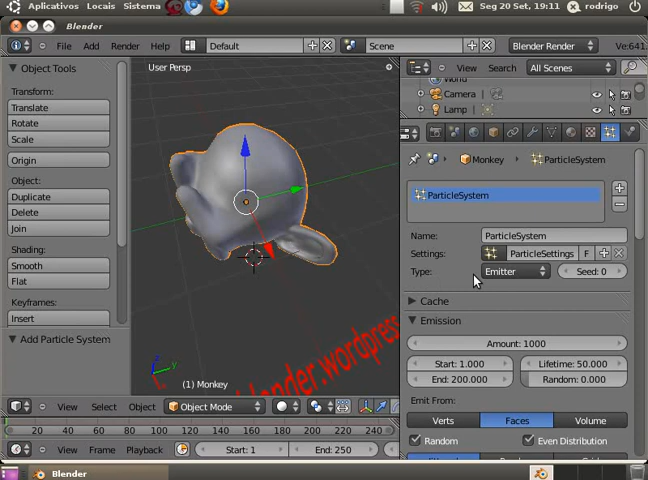 Aplicativos Locais Sistema Seg 20 Set, 19:11 rodrigo
Blender
File Add Render Help Default Scene Blender Render Ve:641
Object Tools
Transform:
Translate
Rotate
Scale
Origin
Object:
Duplicate
Delete
Join
Shading:
Smooth
Flat
Keyframes:
Insert
Add Particle System
User Persp
blender.wordpress
(1) Monkey
View Select Object Object Mode
0 20 40 60 80 100 120 140 160 180 200 220 240
View Frame Playback Start: 1 End: 250
View Search All Scenes
World
Camera
Lamp
Monkey ParticleSystem
ParticleSystem
Name: ParticleSystem
Settings: ParticleSettings F
Type: Emitter Seed: 0
Cache
Emission
Amount: 1000
Start: 1.000 Lifetime: 50.000
End: 200.000 Random: 0.000
Emit From:
Verts Faces Volume
Random Even Distribution
Blender